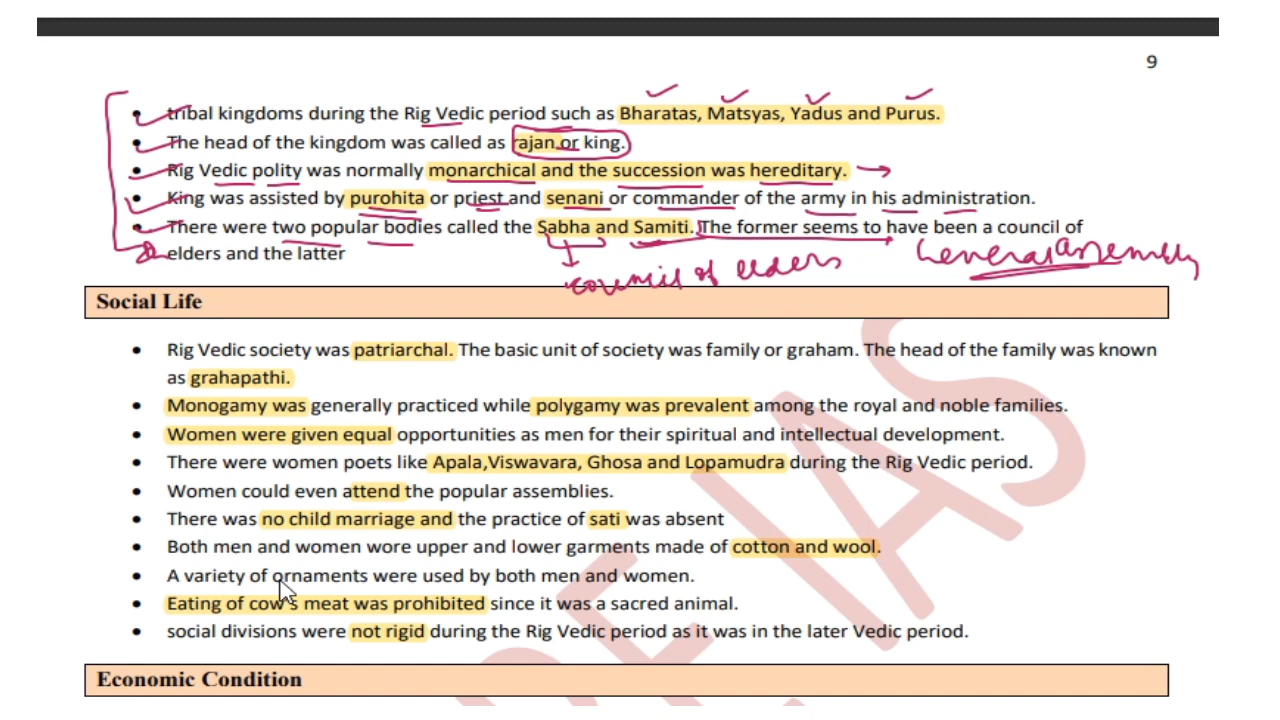 9
• tribal kingdoms during the Rig Vedic period such as Bharatas, Matsyas, Yadus and Purus.
• The head of the kingdom was called as rajan or king.
• Rig Vedic polity was normally monarchical and the succession was hereditary.
• King was assisted by purohita or priest and senani or commander of the army in his administration.
• There were two popular bodies called the Sabha and Samiti. The former seems to have been a council of
elders and the latter
General assembly
council of elders
Social Life
• Rig Vedic society was patriarchal. The basic unit of society was family or graham. The head of the family was known
as grahapathi.
• Monogamy was generally practiced while polygamy was prevalent among the royal and noble families.
• Women were given equal opportunities as men for their spiritual and intellectual development.
• There were women poets like Apala,Viswavara, Ghosa and Lopamudra during the Rig Vedic period.
• Women could even attend the popular assemblies.
• There was no child marriage and the practice of sati was absent
• Both men and women wore upper and lower garments made of cotton and wool.
• A variety of ornaments were used by both men and women.
• Eating of cow's meat was prohibited since it was a sacred animal.
• social divisions were not rigid during the Rig Vedic period as it was in the later Vedic period.
Economic Condition
IAS